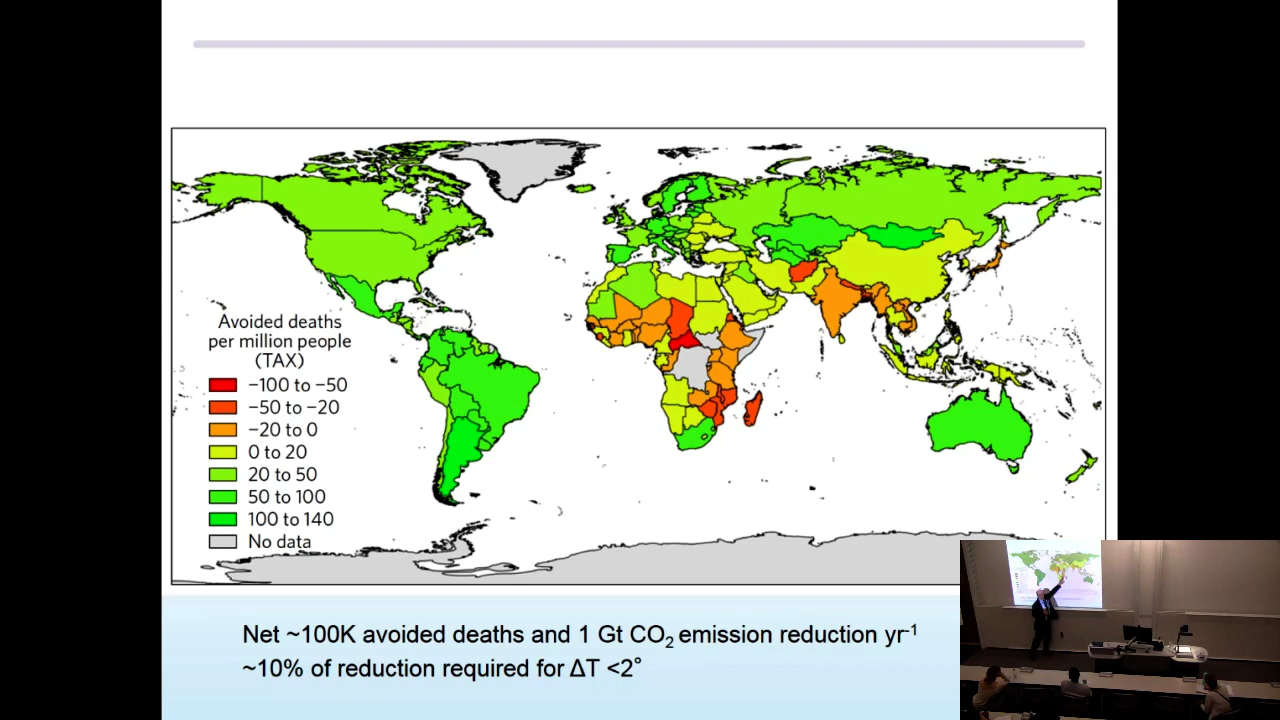 Avoided deaths
per million people
(TAX)
−100 to −50
−50 to −20
−20 to 0
0 to 20
20 to 50
50 to 100
100 to 140
No data
Net ~100K avoided deaths and 1 Gt CO₂ emission reduction yr⁻¹
~10% of reduction required for ΔT <2˚